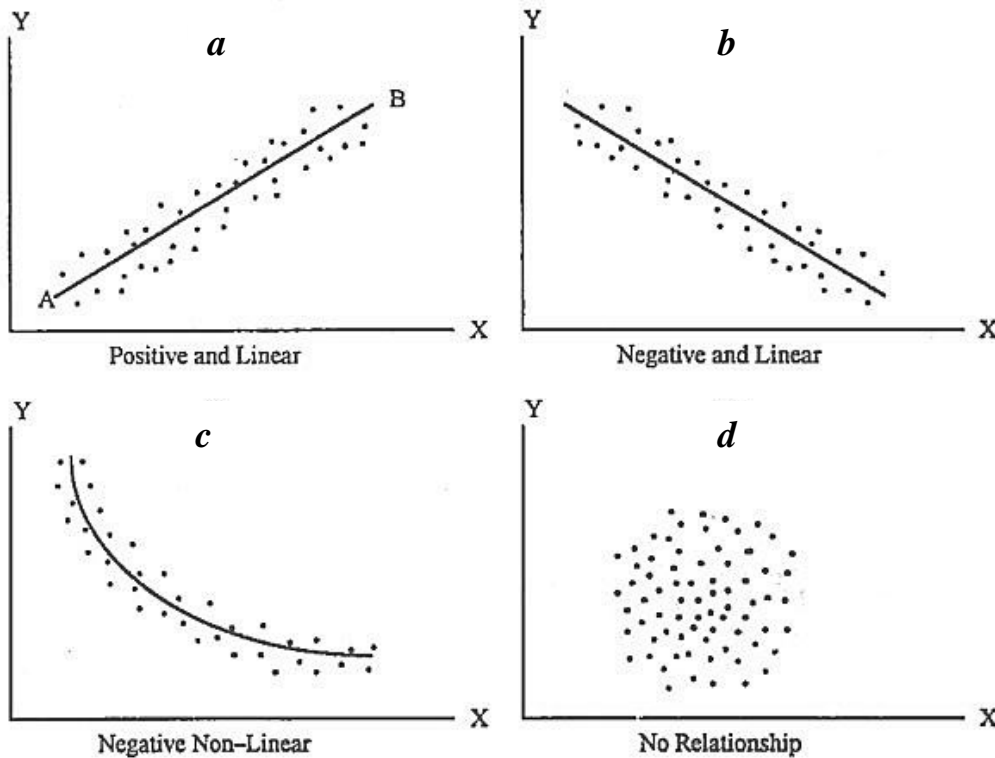 Y
a
B
A
X
Positive and Linear
Y
b
X
Negative and Linear
Y
c
X
Negative Non–Linear
Y
d
X
No Relationship